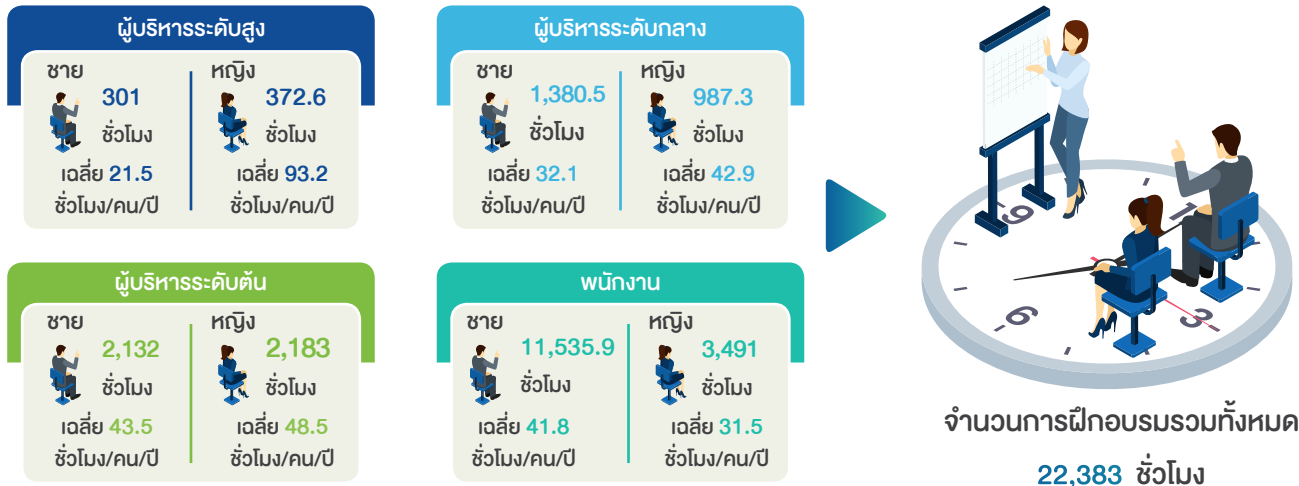 ผู้บริหารระดับสูง
ชาย
301
ชั่วโมง
เฉลี่ย 21.5
ชั่วโมง/คน/ปี
หญิง
372.6
ชั่วโมง
เฉลี่ย 93.2
ชั่วโมง/คน/ปี
ผู้บริหารระดับกลาง
ชาย
1,380.5
ชั่วโมง
เฉลี่ย 32.1
ชั่วโมง/คน/ปี
หญิง
987.3
ชั่วโมง
เฉลี่ย 42.9
ชั่วโมง/คน/ปี
ผู้บริหารระดับต้น
ชาย
2,132
ชั่วโมง
เฉลี่ย 43.5
ชั่วโมง/คน/ปี
หญิง
2,183
ชั่วโมง
เฉลี่ย 48.5
ชั่วโมง/คน/ปี
พนักงาน
ชาย
11,535.9
ชั่วโมง
เฉลี่ย 41.8
ชั่วโมง/คน/ปี
หญิง
3,491
ชั่วโมง
เฉลี่ย 31.5
ชั่วโมง/คน/ปี
9
6
3
จำนวนการฝึกอบรมรวมทั้งหมด
22,383 ชั่วโมง